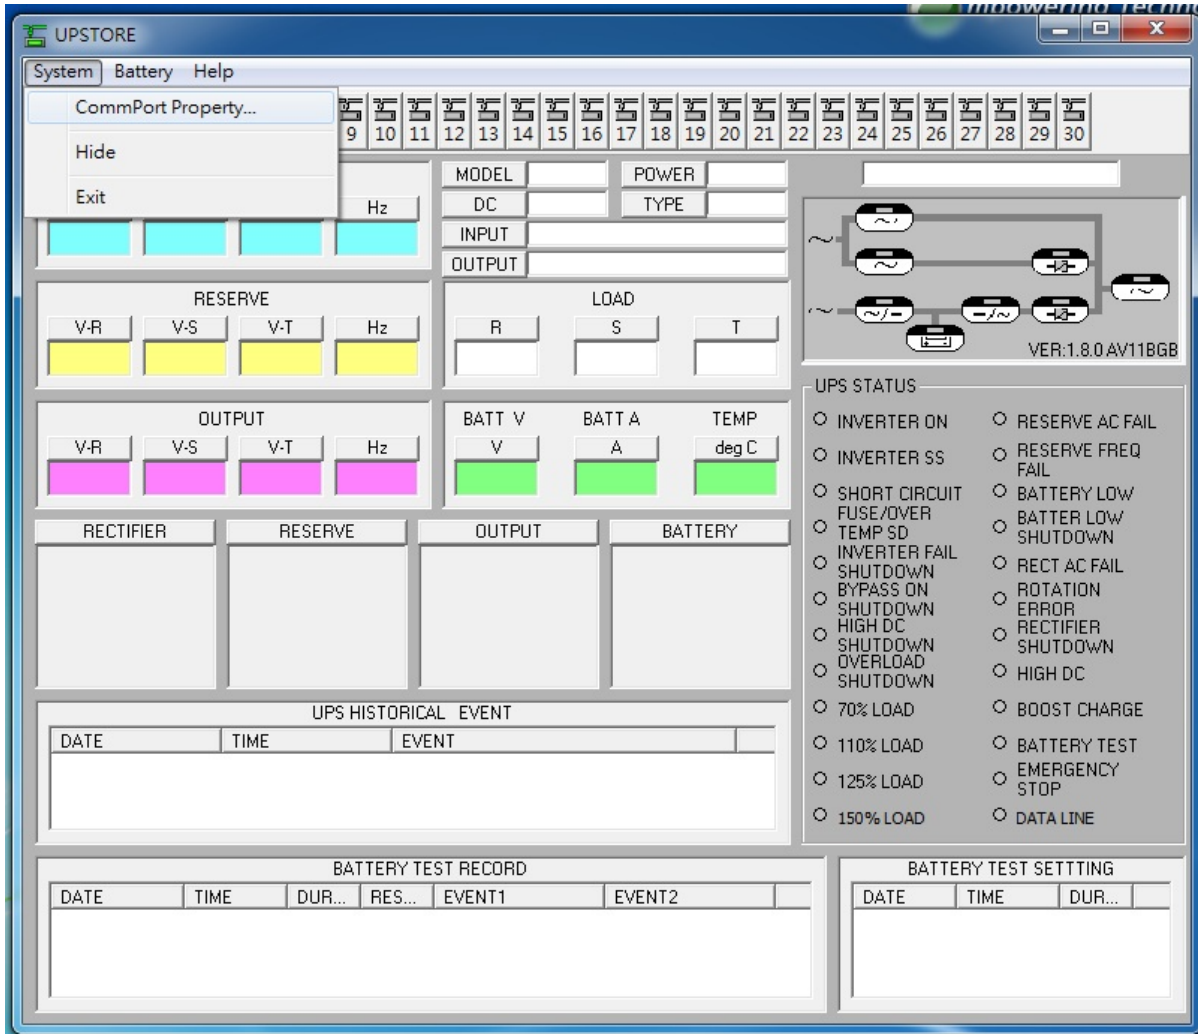 mpowering Techno
UPSTORE
System Battery Help
CommPort Property...
Hide
Exit
9 10 11 12 13 14 15 16 17 18 19 20 21 22 23 24 25 26 27 28 29 30
MODEL POWER
DC TYPE
INPUT
OUTPUT
Hz
RESERVE
V-R V-S V-T Hz
LOAD
R S T
VER:1.8.0 AV11BGB
OUTPUT
V-R V-S V-T Hz
BATT V BATT A TEMP
V A deg C
RECTIFIER RESERVE OUTPUT BATTERY
UPS STATUS
INVERTER ON
INVERTER SS
SHORT CIRCUIT
FUSE/OVER
TEMP SD
INVERTER FAIL
SHUTDOWN
BYPASS ON
SHUTDOWN
HIGH DC
SHUTDOWN
OVERLOAD
SHUTDOWN
70% LOAD
110% LOAD
125% LOAD
150% LOAD
RESERVE AC FAIL
RESERVE FREQ
FAIL
BATTERY LOW
BATTER LOW
SHUTDOWN
RECT AC FAIL
ROTATION
ERROR
RECTIFIER
SHUTDOWN
HIGH DC
BOOST CHARGE
BATTERY TEST
EMERGENCY
STOP
DATA LINE
UPS HISTORICAL EVENT
DATE TIME EVENT
BATTERY TEST RECORD
DATE TIME DUR... RES... EVENT1 EVENT2
BATTERY TEST SETTTING
DATE TIME DUR...